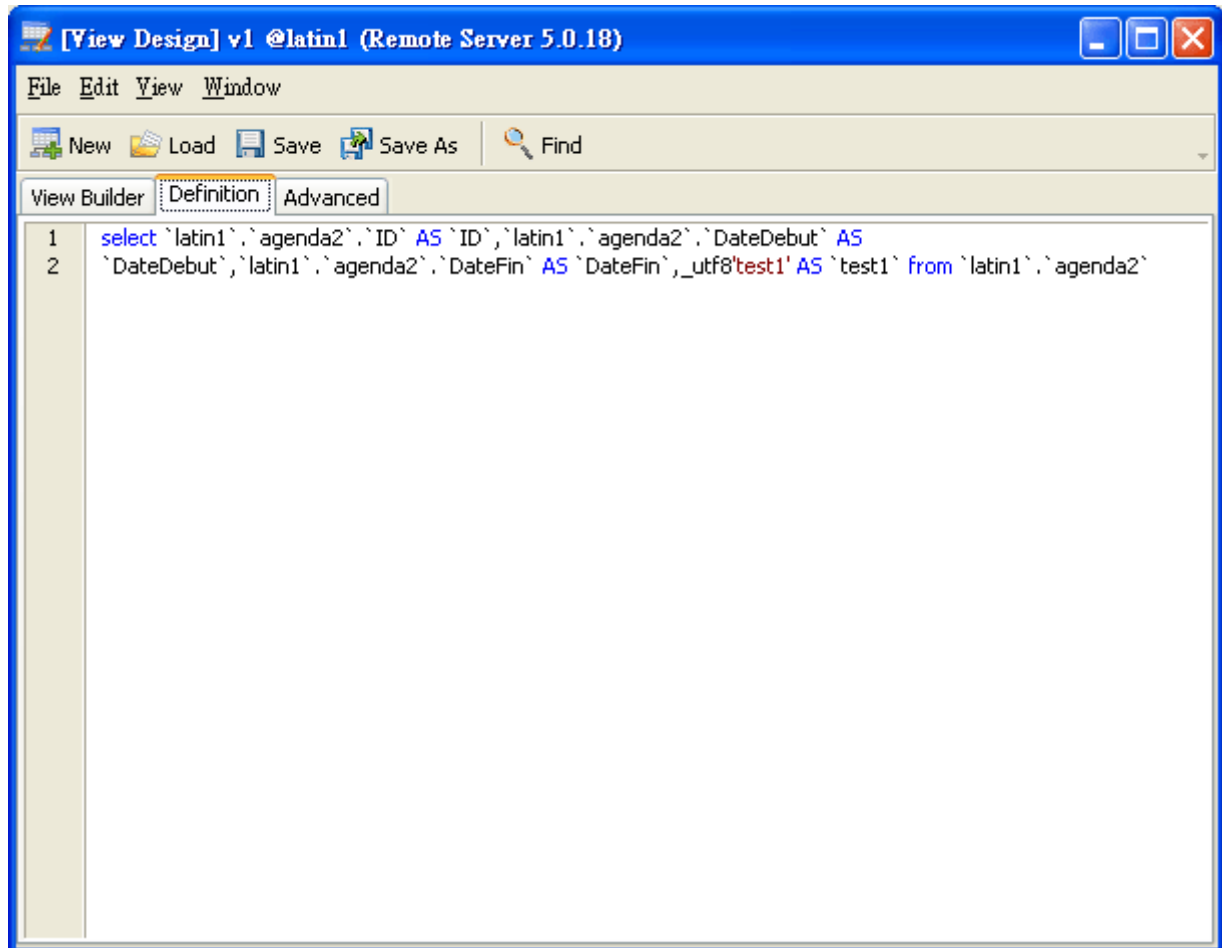 [View Design] v1 @latin1 (Remote Server 5.0.18)
File Edit View Window
New Load Save Save As Find
View Builder Definition Advanced
1 select `latin1`.`agenda2`.`ID` AS `ID`,`latin1`.`agenda2`.`DateDebut` AS
2 `DateDebut`,`latin1`.`agenda2`.`DateFin` AS `DateFin`,_utf8'test1' AS `test1` from `latin1`.`agenda2`